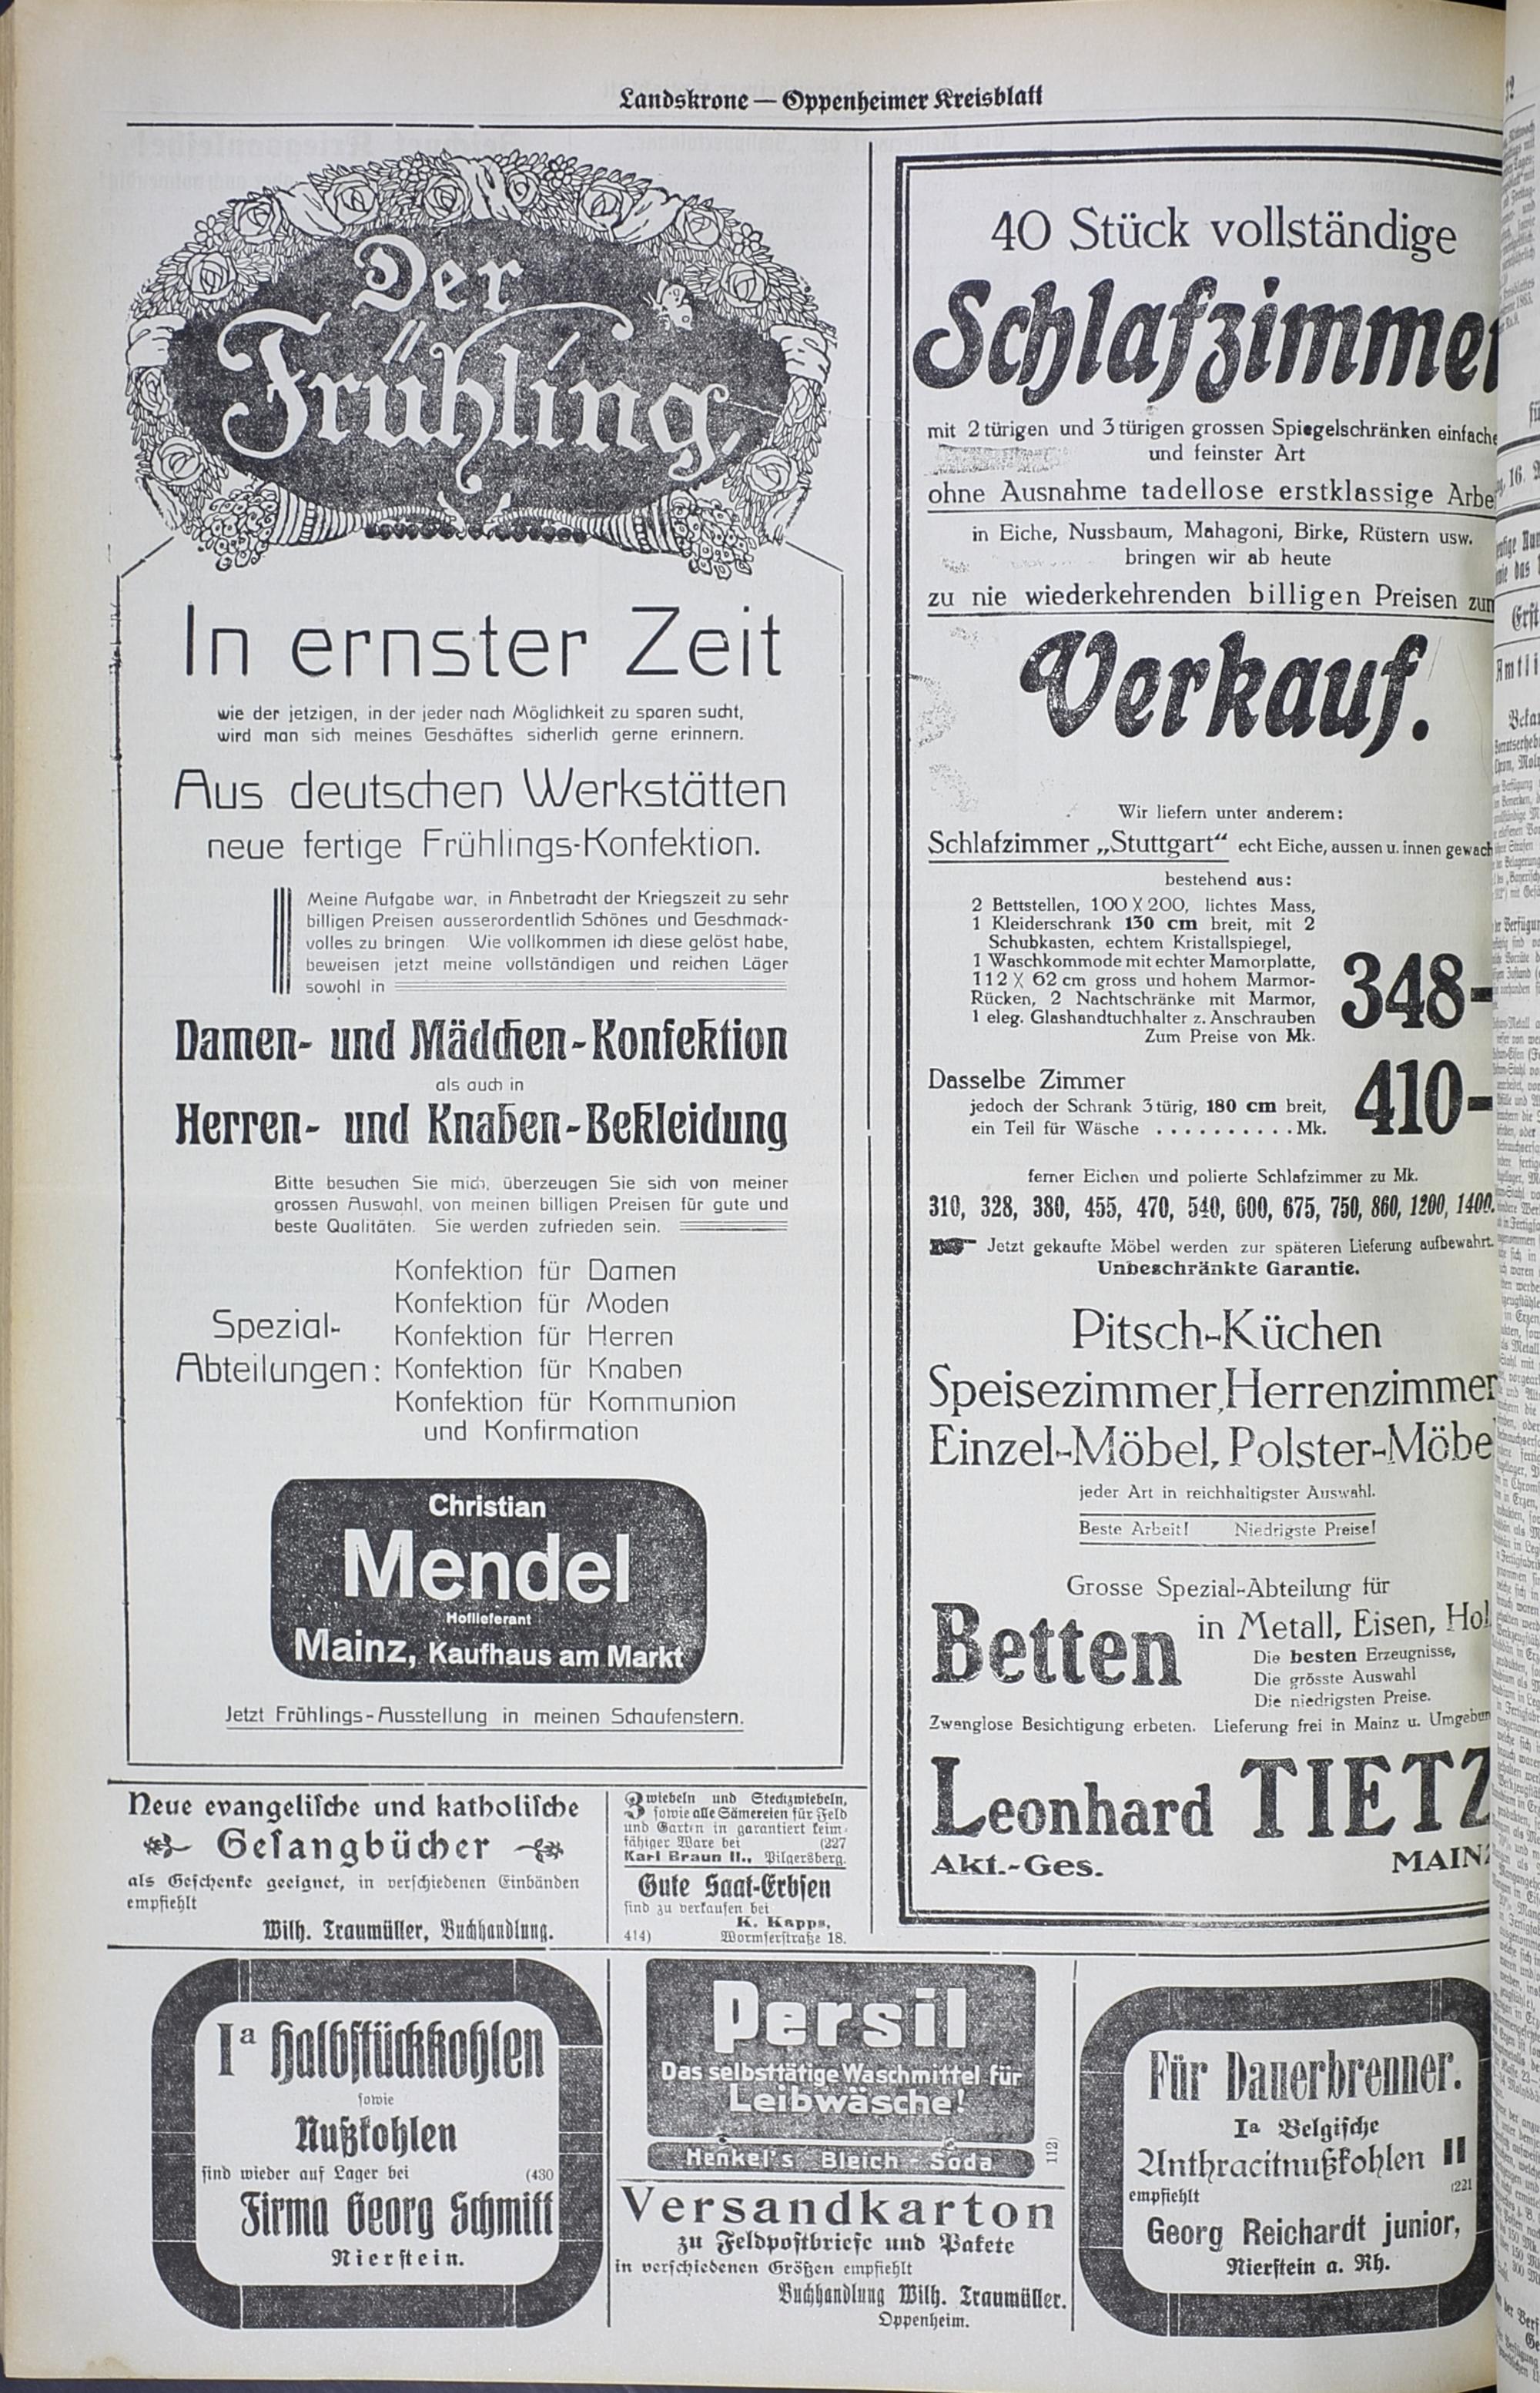 Landskrone — Oppenheimer Kreisblatt
Der
Frühling
In ernster Zeit
wie der jetzigen, in der jeder nach Möglichkeit zu sparen sucht,
wird man sich meines Geschäftes sicherlich gerne erinnern.
Aus deutschen Werkstätten
neue fertige Frühlings-Konfektion.
Meine Aufgabe war, in Anbetracht der Kriegszeit zu sehr
billigen Preisen ausserordentlich Schönes und Geschmack-
volles zu bringen. Wie vollkommen ich diese gelöst habe,
beweisen jetzt meine vollständigen und reichen Läger
sowohl in
Damen- und Mädchen-Konfektion
als auch in
Herren- und Knaben-Bekleidung
Bitte besuchen Sie mich, überzeugen Sie sich von meiner
grossen Auswahl, von meinen billigen Preisen für gute und
beste Qualitäten. Sie werden zufrieden sein.
Spezial-
Abteilungen:
Konfektion für Damen
Konfektion für Moden
Konfektion für Herren
Konfektion für Knaben
Konfektion für Kommunion
und Konfirmation
Christian
Mendel
Hoflieferant
Mainz, Kaufhaus am Markt
Jetzt Frühlings-Ausstellung in meinen Schaufenstern.
40 Stück vollständige
Schlafzimmer
mit 2türigen und 3türigen grossen Spiegelschränken einfache
und feinster Art
ohne Ausnahme tadellose erstklassige Arbe
in Eiche, Nussbaum, Mahagoni, Birke, Rüstern usw.
bringen wir ab heute
zu nie wiederkehrenden billigen Preisen zum
Verkauf.
Wir liefern unter anderem:
Schlafzimmer „Stuttgart“ echt Eiche, aussen u. innen gewach
bestehend aus:
2 Bettstellen, 100 X 200, lichtes Mass,
1 Kleiderschrank 130 cm breit, mit 2
Schubkasten, echtem Kristallspiegel,
1 Waschkommode mit echter Mamorplatte,
112 X 62 cm gross und hohem Marmor-
Rücken, 2 Nachtschränke mit Marmor,
1 eleg. Glashandtuchhalter z. Anschrauben
Zum Preise von Mk.
348-
Dasselbe Zimmer
jedoch der Schrank 3türig, 180 cm breit,
ein Teil für Wäsche . . . . . . . . . . Mk.
410-
ferner Eichen und polierte Schlafzimmer zu Mk.
310, 328, 380, 455, 470, 540, 600, 675, 750, 860, 1200, 1400.
Jetzt gekaufte Möbel werden zur späteren Lieferung aufbewahrt.
Unbeschränkte Garantie.
Pitsch-Küchen
Speisezimmer, Herrenzimmer
Einzel-Möbel, Polster-Möbe
jeder Art in reichhaltigster Auswahl.
Beste Arbeit! Niedrigste Preise!
Grosse Spezial-Abteilung für
Betten in Metall, Eisen, Hol
Die besten Erzeugnisse,
Die grösste Auswahl
Die niedrigsten Preise.
Zwanglose Besichtigung erbeten. Lieferung frei in Mainz u. Umgebun
Leonhard TIETZ
Akt.-Ges. MAINZ
Neue evangelische und katholische
Gesangbücher
als Geschenke geeignet, in verschiedenen Einbänden
empfiehlt
Wilh. Traumüller, Buchhandlung.
Zwiebeln und Steckzwiebeln,
sowie alle Sämereien für Feld
und Garten in garantiert keim-
fähiger Ware bei (227
Karl Braun II., Pilgersberg.
Gute Saat-Erbsen
sind zu verkaufen bei
K. Kapps,
414) Wormserstraße 18.
Ia Halbstückkohlen
sowie
Nußkohlen
sind wieder auf Lager bei (430
Firma Georg Schmitt
Nierstein.
Persil
Das selbsttätige Waschmittel für
Leibwäsche!
Henkel's Bleich-Soda
112)
Versandkarton
zu Feldpostbriefe und Pakete
in verschiedenen Größen empfiehlt
Buchhandlung Wilh. Traumüller.
Oppenheim.
Für Dauerbrenner.
Ia Belgische
Anthracitnußkohlen II
empfiehlt (221
Georg Reichardt junior,
Nierstein a. Rh.